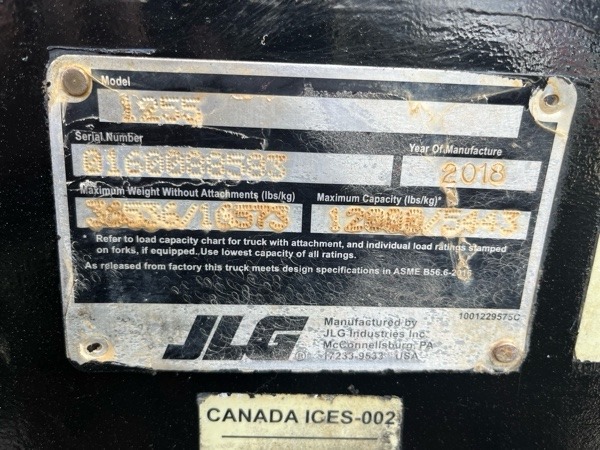 Model
1255
Serial Number
Year Of Manufacture
0160088583
2018
Maximum Weight Without Attachments (lbs/kg)
Maximum Capacity (lbs/kg)*
12000/5443
* Refer to load capacity chart for truck with attachment, and individual load ratings stamped
on forks, if equipped. Use lowest capacity of all ratings.
As released from factory this truck meets design specifications in ASME B56.6-2016
1001229575C
JLG ®
Manufactured by
JLG Industries Inc.
McConnellsburg, PA
17233-9533 USA
CANADA ICES-002